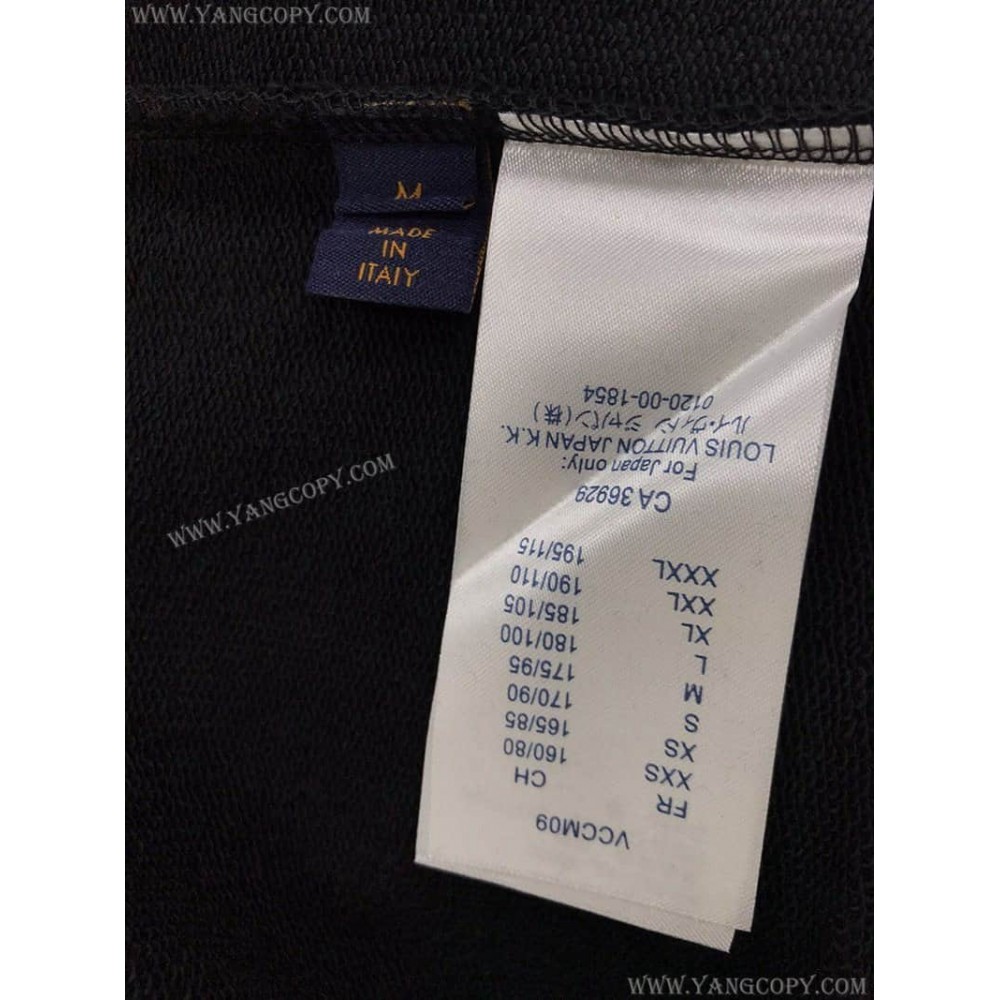 WWW.YANGCOPY.COM
M
MADE
IN
ITALY
VCCM09
FR CH
XXS 160/80
XS 165/85
S 170/90
M 175/95
L 180/100
XL 185/105
XXL 190/110
XXXL 195/115
CA 36929
For Japan only:
LOUIS VUITTON JAPAN K.K.
ルイ・ヴィトン ジャパン(株)
0120-00-1854
WWW.YANGCOPY.COM
WWW.YANGCOPY.COM